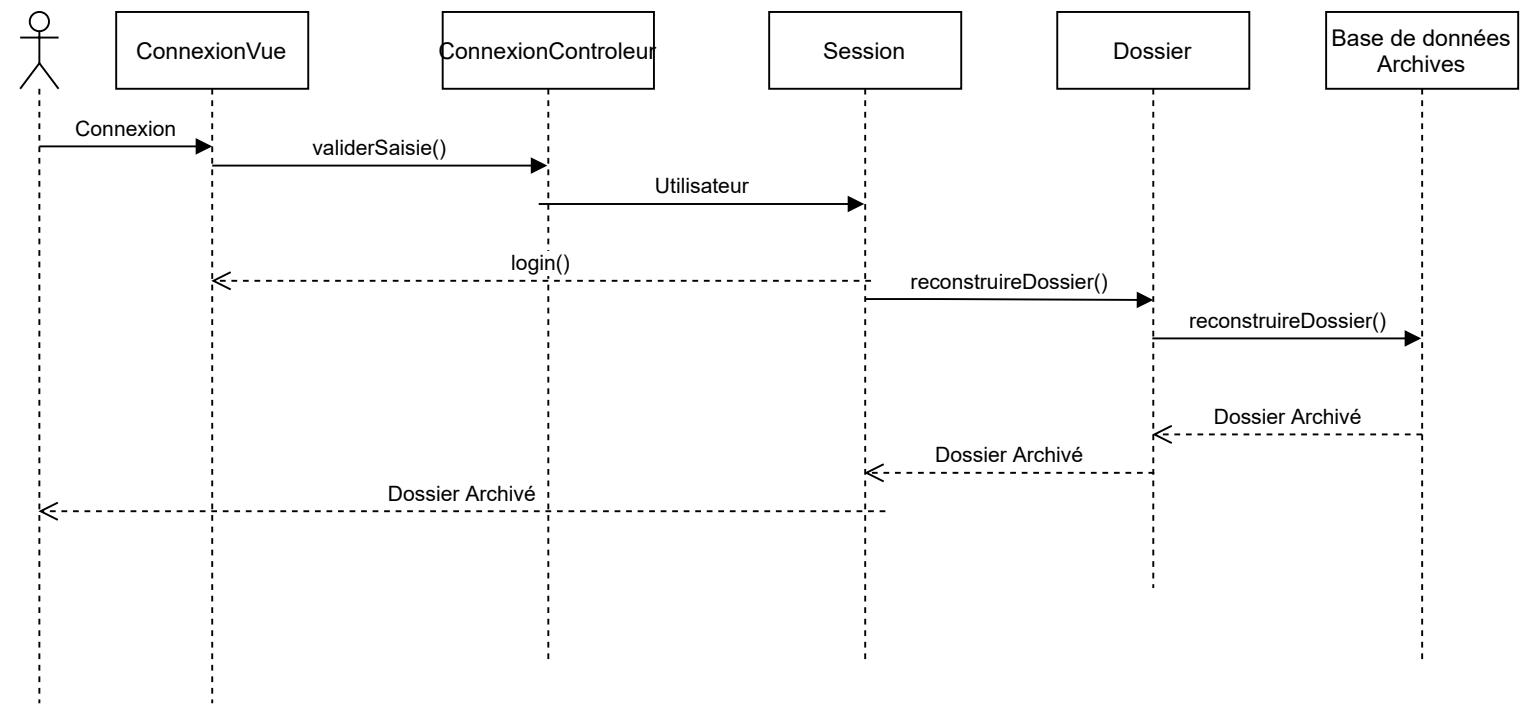 ConnexionVue
ConnexionControleur
Session
Dossier
Base de données
Archives
Connexion
validerSaisie()
Utilisateur
login()
reconstruireDossier()
reconstruireDossier()
Dossier Archivé
Dossier Archivé
Dossier Archivé